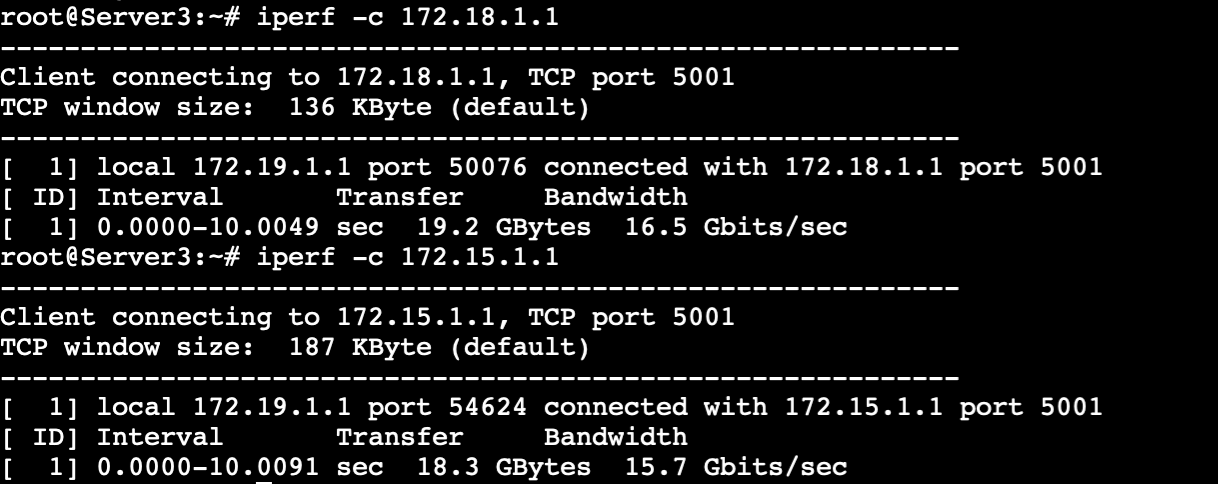 root@Server3:~# iperf -c 172.18.1.1
------------------------------------------------------------
Client connecting to 172.18.1.1, TCP port 5001
TCP window size:  136 KByte (default)
------------------------------------------------------------
[  1] local 172.19.1.1 port 50076 connected with 172.18.1.1 port 5001
[ ID] Interval       Transfer     Bandwidth
[  1] 0.0000-10.0049 sec  19.2 GBytes  16.5 Gbits/sec
root@Server3:~# iperf -c 172.15.1.1
------------------------------------------------------------
Client connecting to 172.15.1.1, TCP port 5001
TCP window size:  187 KByte (default)
------------------------------------------------------------
[  1] local 172.19.1.1 port 54624 connected with 172.15.1.1 port 5001
[ ID] Interval       Transfer     Bandwidth
[  1] 0.0000-10.0091 sec  18.3 GBytes  15.7 Gbits/sec